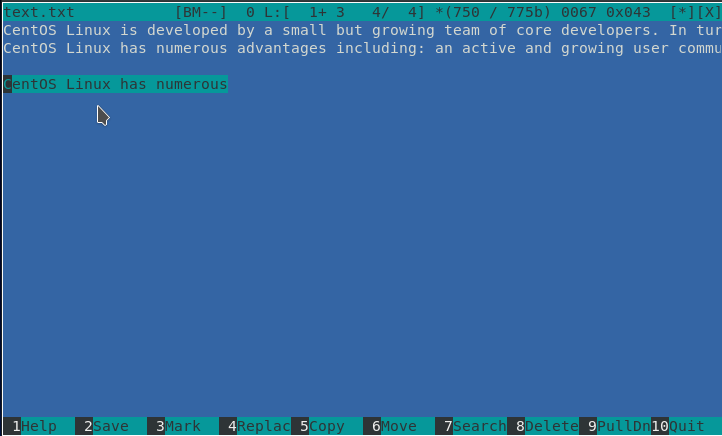 text.txt [BM--] 0 L:[ 1+ 3 4/ 4] *(750 / 775b) 0067 0x043 [*][X]
CentOS Linux is developed by a small but growing team of core developers. In tur
CentOS Linux has numerous advantages including: an active and growing user commu
CentOS Linux has numerous
1Help 2Save 3Mark 4Replac 5Copy 6Move 7Search 8Delete 9PullDn 10Quit